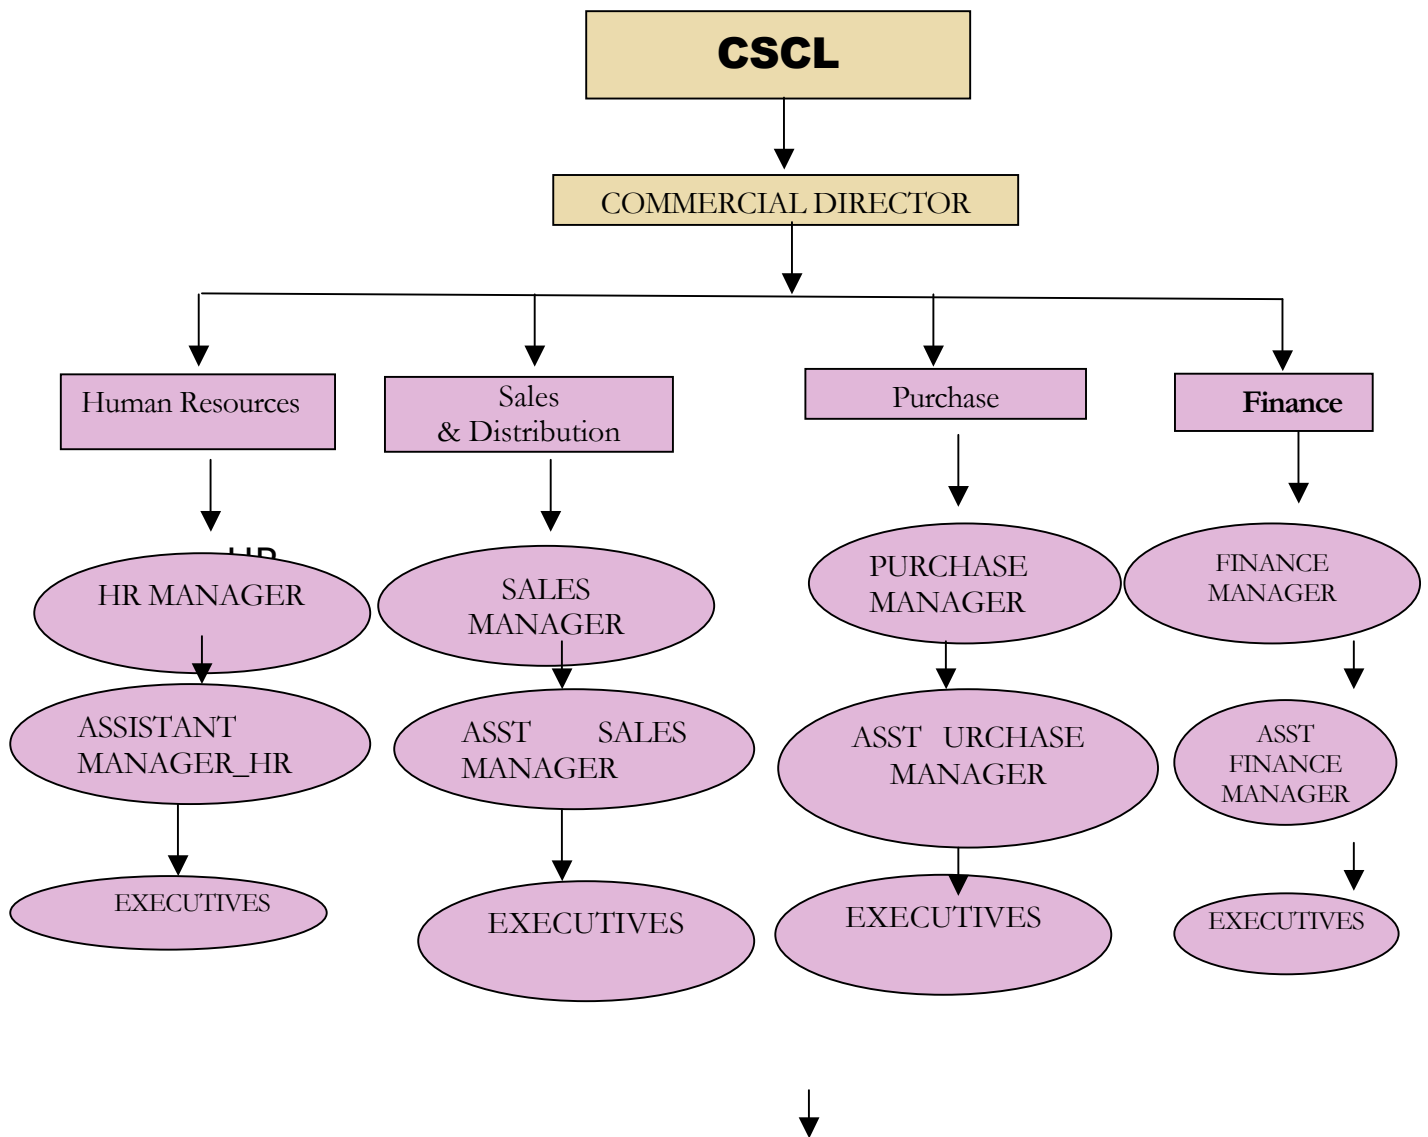 CSCL
COMMERCIAL DIRECTOR
Human Resources
Sales
& Distribution
Purchase
Finance
HR
HR MANAGER
SALES
MANAGER
PURCHASE
MANAGER
FINANCE
MANAGER
ASSISTANT
MANAGER_HR
ASST SALES
MANAGER
ASST URCHASE
MANAGER
ASST
FINANCE
MANAGER
EXECUTIVES
EXECUTIVES
EXECUTIVES
EXECUTIVES